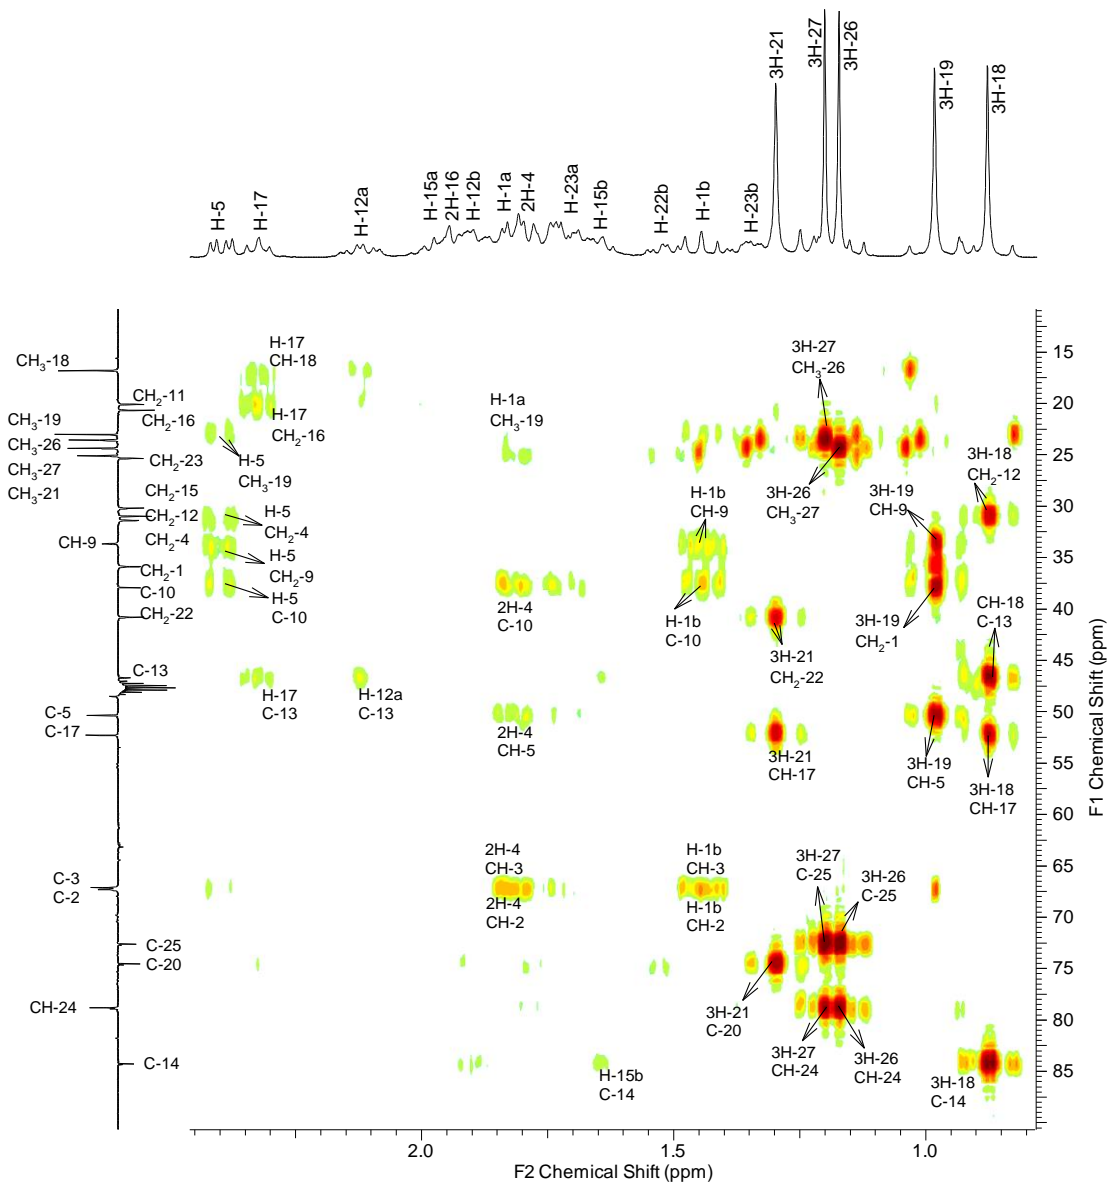 3H-21
3H-27
3H-26
3H-19
3H-18
H-5
H-17
H-12a
H-15a
2H-16
H-12b
H-1a
2H-4
H-23a
H-15b
H-22b
H-1b
H-23b
CH3-18
CH2-11
CH2-16
CH3-19
CH3-26
CH2-23
CH3-27
CH3-21
CH2-15
CH2-12
CH2-4
CH-9
CH2-1
C-10
CH2-22
C-13
C-5
C-17
C-3
C-2
C-25
C-20
CH-24
C-14
H-17
CH-18
H-17
CH2-16
H-5
CH3-19
H-5
CH2-4
H-5
CH2-9
H-5
C-10
H-17
C-13
H-12a
C-13
H-1a
CH3-19
2H-4
C-10
2H-4
CH-5
2H-4
CH-3
2H-4
CH-2
H-1b
CH-9
H-1b
C-10
H-1b
CH-3
H-1b
CH-2
3H-27
CH3-26
3H-26
CH3-27
3H-21
CH2-22
3H-21
CH-17
3H-18
CH2-12
3H-19
CH-9
3H-19
CH2-1
CH-18
C-13
3H-19
CH-5
3H-18
CH-17
3H-27
C-25
3H-26
C-25
3H-21
C-20
3H-27
CH-24
3H-26
CH-24
H-15b
C-14
3H-18
C-14
15
20
25
30
35
40
45
50
55
60
65
70
75
80
85
F1 Chemical Shift (ppm)
2.0
1.5
1.0
F2 Chemical Shift (ppm)